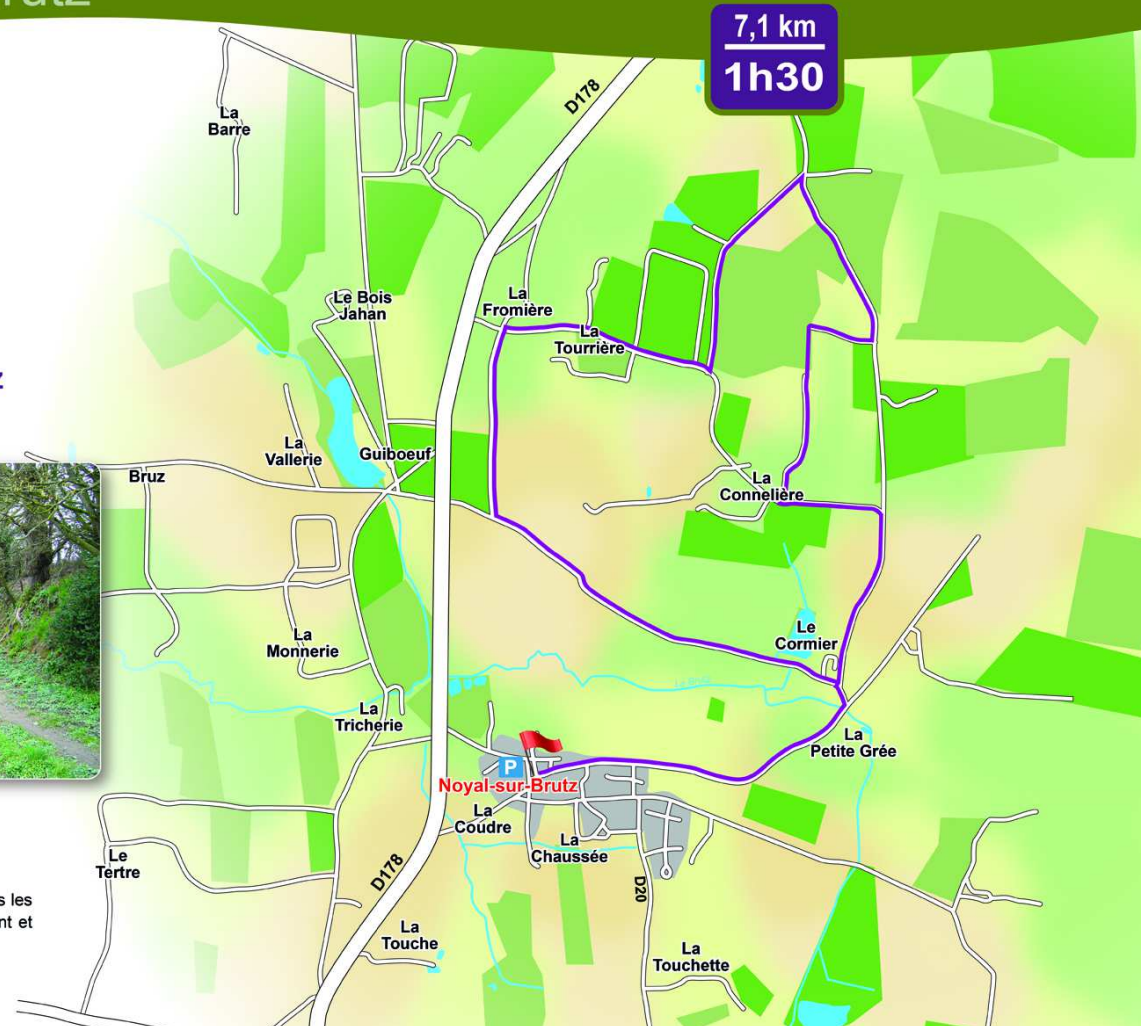 7,1 km
1h30
D178
La
Barre
Le Bois
Jahan
La
Fromière
La
Tourrière
La
Vallerie
Guiboeuf
Bruz
La
Connelière
La
Monnerie
Le
Cormier
La
Tricherie
La
Petite Grée
P
Noyal-sur-Brutz
La
Coudre
La
Chaussée
Le
Tertre
D178
D20
La
Touche
La
Touchette
nt et